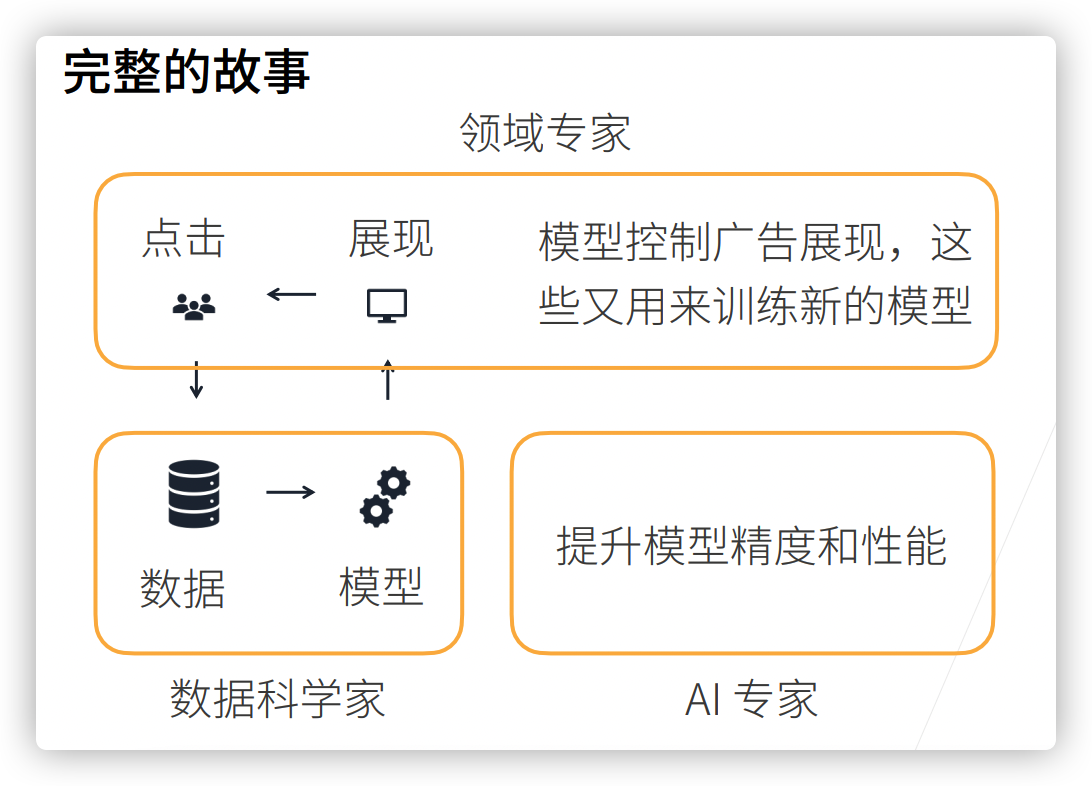 完整的故事
领域专家
点击
展现
模型控制广告展现，这
些又用来训练新的模型
数据
模型
提升模型精度和性能
数据科学家
AI 专家